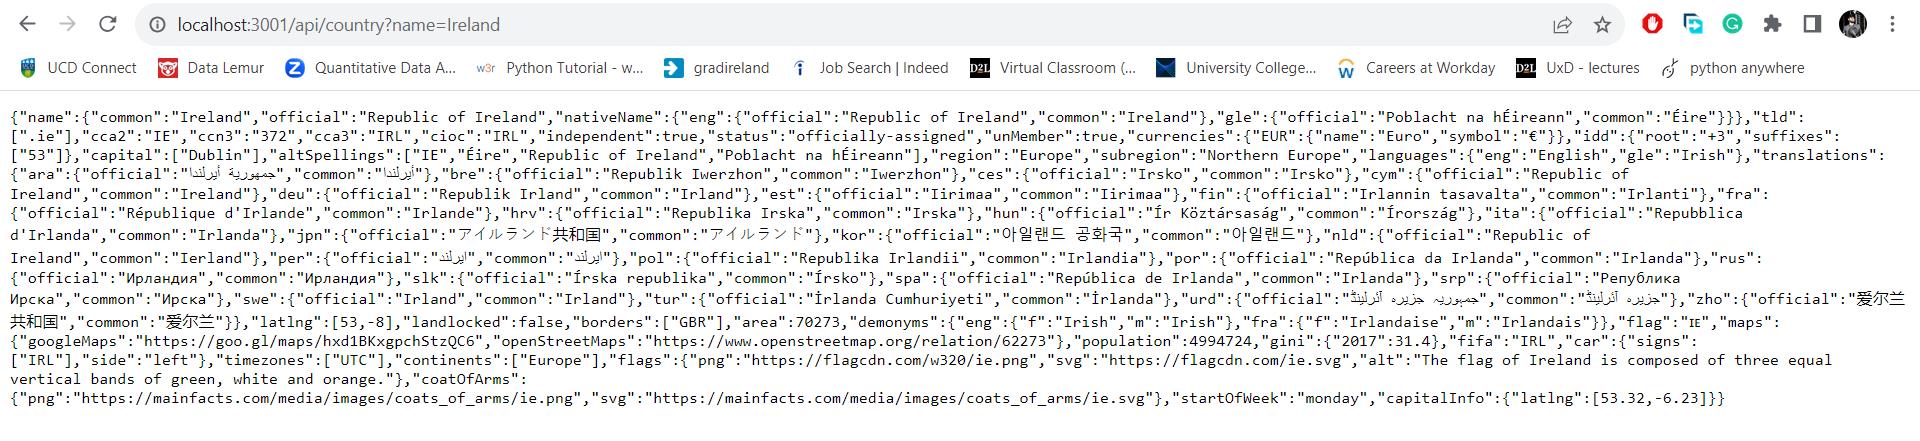 localhost:3001/api/country?name=Ireland
UCD Connect Data Lemur Quantitative Data A... w3r Python Tutorial - w... gradireland Job Search | Indeed D2L Virtual Classroom (... University College... Careers at Workday D2L UxD - lectures python anywhere
{"name":{"common":"Ireland","official":"Republic of Ireland","nativeName":{"eng":{"official":"Republic of Ireland","common":"Ireland"},"gle":{"official":"Poblacht na hÉireann","common":"Éire"}}},"tld":
[".ie"],"cca2":"IE","ccn3":"372","cca3":"IRL","cioc":"IRL","independent":true,"status":"officially-assigned","unMember":true,"currencies":{"EUR":{"name":"Euro","symbol":"€"}},"idd":{"root":"+3","suffixes":
["53"]},"capital":["Dublin"],"altSpellings":["IE","Éire","Republic of Ireland","Poblacht na hÉireann"],"region":"Europe","subregion":"Northern Europe","languages":{"eng":"English","gle":"Irish"},"translations":
{"ara":{"official":"جمهورية أيرلندا","common":"أيرلندا"},"bre":{"official":"Republik Iwerzhon","common":"Iwerzhon"},"ces":{"official":"Irsko","common":"Irsko"},"cym":{"official":"Republic of
Ireland","common":"Ireland"},"deu":{"official":"Republik Irland","common":"Irland"},"est":{"official":"Iirimaa","common":"Iirimaa"},"fin":{"official":"Irlannin tasavalta","common":"Irlanti"},"fra":
{"official":"République d'Irlande","common":"Irlande"},"hrv":{"official":"Republika Irska","common":"Irska"},"hun":{"official":"Ír Köztársaság","common":"Írország"},"ita":{"official":"Repubblica
d'Irlanda","common":"Irlanda"},"jpn":{"official":"アイルランド共和国","common":"アイルランド"},"kor":{"official":"아일랜드 공화국","common":"아일랜드"},"nld":{"official":"Republic of
Ireland","common":"Ierland"},"per":{"official":"ایرلند","common":"ایرلند"},"pol":{"official":"Republika Irlandii","common":"Irlandia"},"por":{"official":"República da Irlanda","common":"Irlanda"},"rus":
{"official":"Ирландия","common":"Ирландия"},"slk":{"official":"Írska republika","common":"Írsko"},"spa":{"official":"República de Irlanda","common":"Irlanda"},"srp":{"official":"Република
Ирска","common":"Ирска"},"swe":{"official":"Irland","common":"Irland"},"tur":{"official":"İrlanda Cumhuriyeti","common":"İrlanda"},"urd":{"official":"جمہوریہ جزیرہ آئرلینڈ","common":"جزیرہ آئرلینڈ"},"zho":{"official":"爱尔兰
共和国","common":"爱尔兰"}},"latlng":[53,-8],"landlocked":false,"borders":["GBR"],"area":70273,"demonyms":{"eng":{"f":"Irish","m":"Irish"},"fra":{"f":"Irlandaise","m":"Irlandais"}},"flag":"🇮🇪","maps":
{"googleMaps":"https://goo.gl/maps/hxd1BKxgpchStzQC6","openStreetMaps":"https://www.openstreetmap.org/relation/62273"},"population":4994724,"gini":{"2017":31.4},"fifa":"IRL","car":{"signs":
["IRL"],"side":"left"},"timezones":["UTC"],"continents":["Europe"],"flags":{"png":"https://flagcdn.com/w320/ie.png","svg":"https://flagcdn.com/ie.svg","alt":"The flag of Ireland is composed of three equal
vertical bands of green, white and orange."},"coatOfArms":
{"png":"https://mainfacts.com/media/images/coats_of_arms/ie.png","svg":"https://mainfacts.com/media/images/coats_of_arms/ie.svg"},"startOfWeek":"monday","capitalInfo":{"latlng":[53.32,-6.23]}}